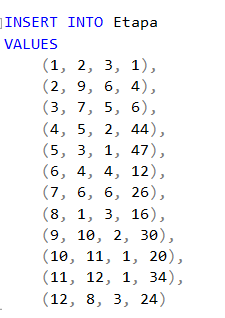 INSERT INTO Etapa
VALUES
(1, 2, 3, 1),
(2, 9, 6, 4),
(3, 7, 5, 6),
(4, 5, 2, 44),
(5, 3, 1, 47),
(6, 4, 4, 12),
(7, 6, 6, 26),
(8, 1, 3, 16),
(9, 10, 2, 30),
(10, 11, 1, 20),
(11, 12, 1, 34),
(12, 8, 3, 24)